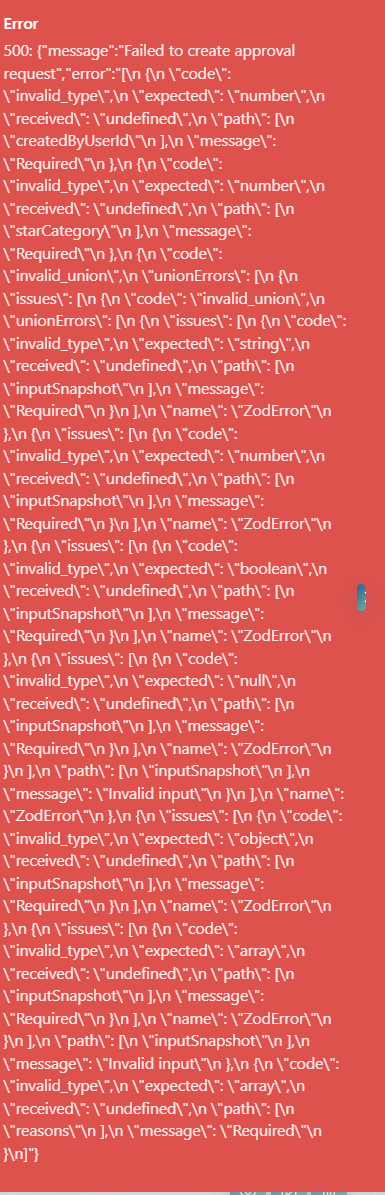 Error
500: {"message":"Failed to create approval
request","error":"[\n {\n \"code\":
\"invalid_type\",\n \"expected\": \"number\",\n
\"received\": \"undefined\",\n \"path\": [\n
\"createdByUserId\"\n ],\n \"message\":
\"Required\"\n },\n {\n \"code\":
\"invalid_type\",\n \"expected\": \"number\",\n
\"received\": \"undefined\",\n \"path\": [\n
\"starCategory\"\n ],\n \"message\":
\"Required\"\n },\n {\n \"code\":
\"invalid_union\",\n \"unionErrors\": [\n {\n
\"issues\": [\n {\n \"code\": \"invalid_union\",\n
\"unionErrors\": [\n {\n \"issues\": [\n {\n \"code\":
\"invalid_type\",\n \"expected\": \"string\",\n
\"received\": \"undefined\",\n \"path\": [\n
\"inputSnapshot\"\n ],\n \"message\":
\"Required\"\n }\n ],\n \"name\": \"ZodError\"\n
},\n {\n \"issues\": [\n {\n \"code\":
\"invalid_type\",\n \"expected\": \"number\",\n
\"received\": \"undefined\",\n \"path\": [\n
\"inputSnapshot\"\n ],\n \"message\":
\"Required\"\n }\n ],\n \"name\": \"ZodError\"\n
},\n {\n \"issues\": [\n {\n \"code\":
\"invalid_type\",\n \"expected\": \"boolean\",\n
\"received\": \"undefined\",\n \"path\": [\n
\"inputSnapshot\"\n ],\n \"message\":
\"Required\"\n }\n ],\n \"name\": \"ZodError\"\n
},\n {\n \"issues\": [\n {\n \"code\":
\"invalid_type\",\n \"expected\": \"null\",\n
\"received\": \"undefined\",\n \"path\": [\n
\"inputSnapshot\"\n ],\n \"message\":
\"Required\"\n }\n ],\n \"name\": \"ZodError\"\n
}\n ],\n \"path\": [\n \"inputSnapshot\"\n ],\n
\"message\": \"Invalid input\"\n }\n ],\n \"name\":
\"ZodError\"\n },\n {\n \"issues\": [\n {\n \"code\":
\"invalid_type\",\n \"expected\": \"object\",\n
\"received\": \"undefined\",\n \"path\": [\n
\"inputSnapshot\"\n ],\n \"message\":
\"Required\"\n }\n ],\n \"name\": \"ZodError\"\n
},\n {\n \"issues\": [\n {\n \"code\":
\"invalid_type\",\n \"expected\": \"array\",\n
\"received\": \"undefined\",\n \"path\": [\n
\"inputSnapshot\"\n ],\n \"message\":
\"Required\"\n }\n ],\n \"name\": \"ZodError\"\n
}\n ],\n \"path\": [\n \"inputSnapshot\"\n ],\n
\"message\": \"Invalid input\"\n },\n {\n \"code\":
\"invalid_type\",\n \"expected\": \"array\",\n
\"received\": \"undefined\",\n \"path\": [\n
\"reasons\"\n ],\n \"message\": \"Required\"\n
}\n]"}